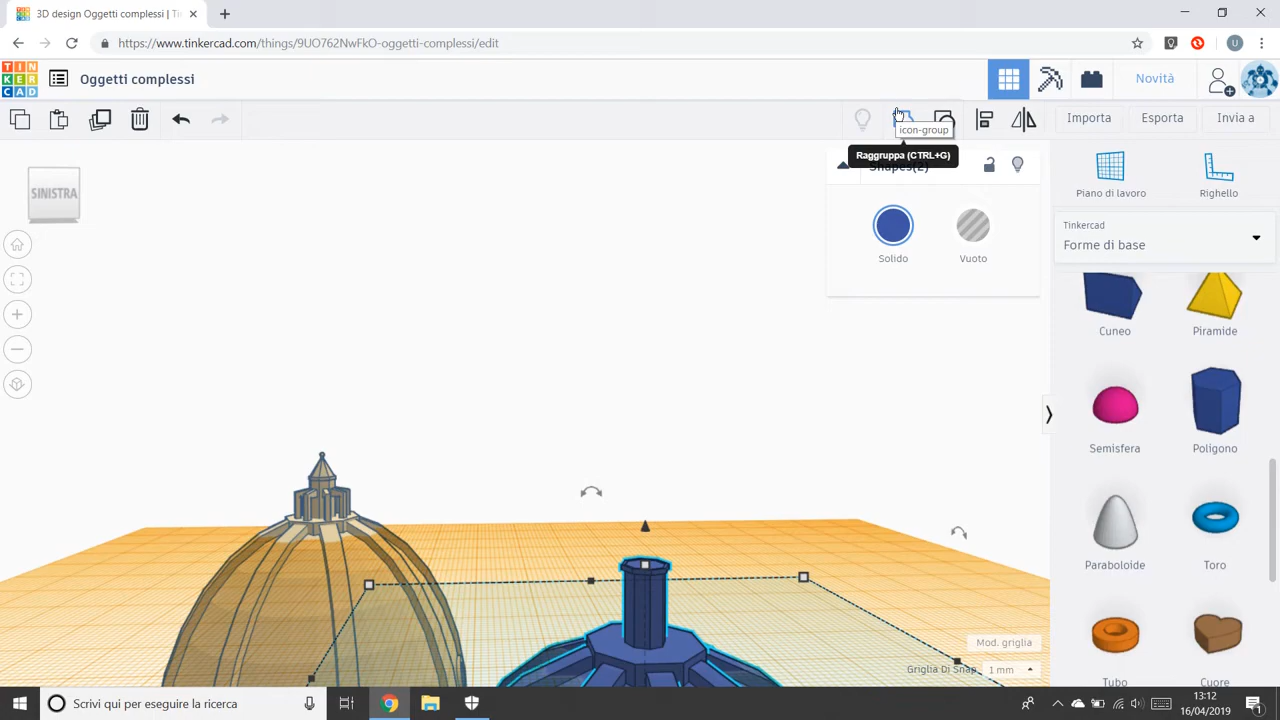 3D design Oggetti complessi | Ti
https://www.tinkercad.com/things/9UO762NwFkO-oggetti-complessi/edit
U
TIN
KER
CAD
Oggetti complessi
Novità
Importa
Esporta
Invia a
icon-group
Raggruppa (CTRL+G)
Shapes(2)
Solido
Vuoto
SINISTRA
Piano di lavoro
Righello
Tinkercad
Forme di base
Cuneo
Piramide
Semisfera
Poligono
Paraboloide
Toro
Tubo
Cuore
Mod. griglia
Griglia Di Snap
1 mm
Scrivi qui per eseguire la ricerca
13:12
16/04/2019
1